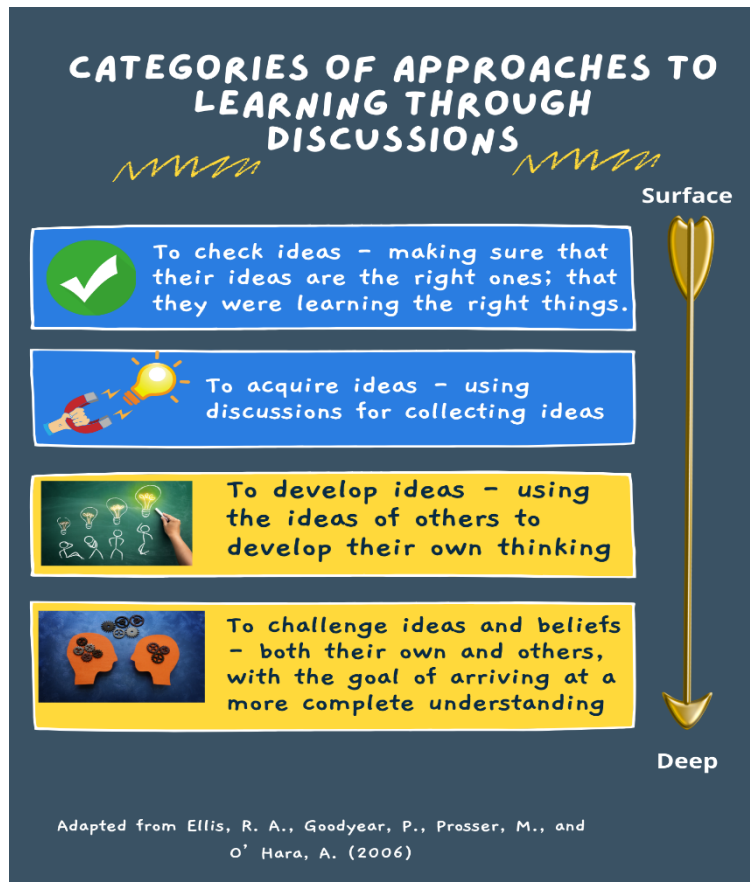 CATEGORIES OF APPROACHES TO
LEARNING THROUGH
DISCUSSIONS
Surface
To check ideas – making sure that
their ideas are the right ones; that
they were learning the right things.
To acquire ideas – using
discussions for collecting ideas
To develop ideas – using
the ideas of others to
develop their own thinking
To challenge ideas and beliefs
– both their own and others,
with the goal of arriving at a
more complete understanding
Deep
Adapted from Ellis, R. A., Goodyear, P., Prosser, M., and
O' Hara, A. (2006)